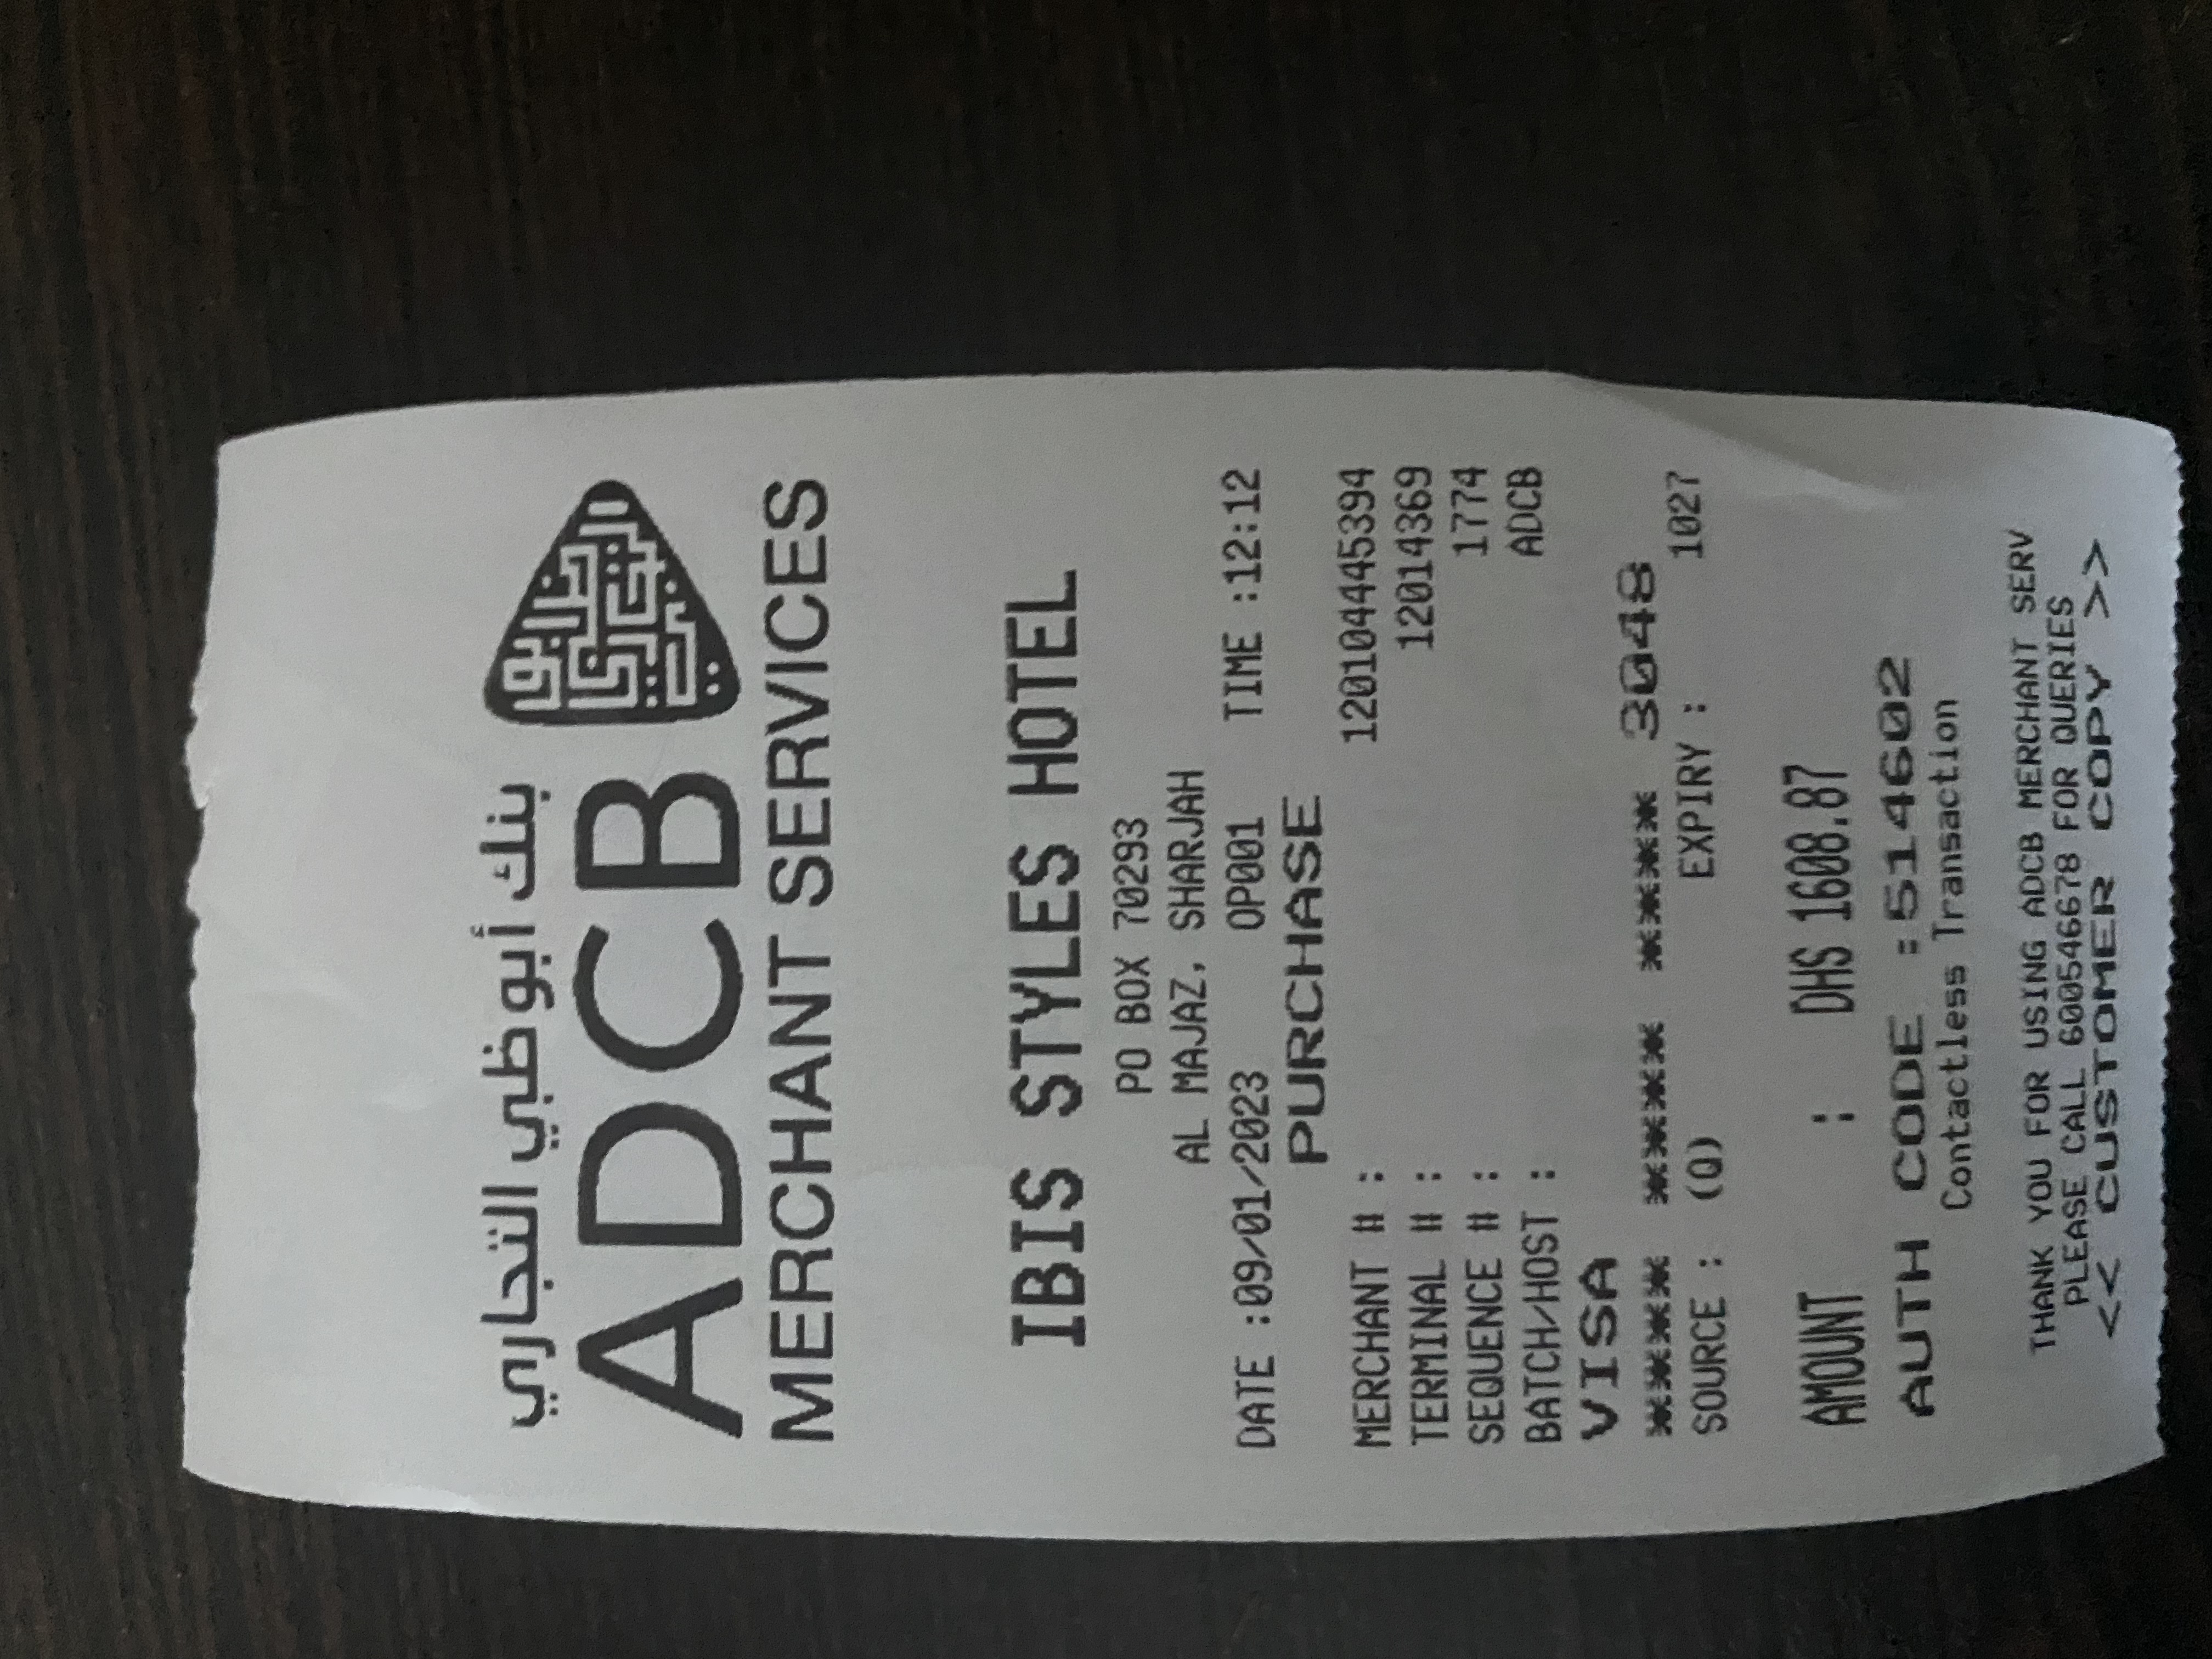 بنك أبوظبي التجاري
ADCB
MERCHANT SERVICES
IBIS STYLES HOTEL
PO BOX 70293
AL MAJAZ, SHARJAH
DATE :09/01/2023 OP001 TIME :12:12
PURCHASE
MERCHANT # : 120104445394
TERMINAL # : 12014369
SEQUENCE # : 1774
BATCH/HOST : ADCB
VISA
**** **** **** 3048
SOURCE : (Q) EXPIRY : 1027
AMOUNT : DHS 1608.87
AUTH CODE :514602
Contactless Transaction
THANK YOU FOR USING ADCB MERCHANT SERV
PLEASE CALL 600546678 FOR QUERIES
<< CUSTOMER COPY >>